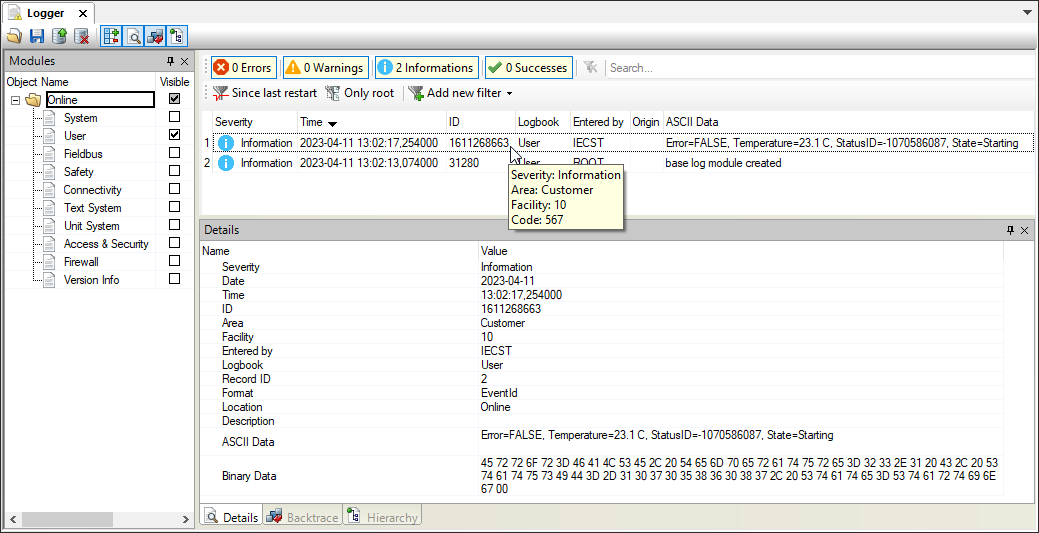 Logger
Modules
Object Name Visible
Online
System
User
Fieldbus
Safety
Connectivity
Text System
Unit System
Access & Security
Firewall
Version Info
0 Errors 0 Warnings 2 Informations 0 Successes Search...
Since last restart Only root Add new filter
Severity Time ID Logbook Entered by Origin ASCII Data
1 Information 2023-04-11 13:02:17,254000 1611268663 User IECST Error=FALSE, Temperature=23.1 C, StatusID=-1070586087, State=Starting
2 Information 2023-04-11 13:02:13,074000 31280 User ROOT base log module created
Severity: Information
Area: Customer
Facility: 10
Code: 567
Details
Name Value
Severity Information
Date 2023-04-11
Time 13:02:17,254000
ID 1611268663
Area Customer
Facility 10
Entered by IECST
Logbook User
Record ID 2
Format EventId
Location Online
Description
ASCII Data Error=FALSE, Temperature=23.1 C, StatusID=-1070586087, State=Starting
Binary Data 45 72 72 6F 72 3D 46 41 4C 53 45 2C 20 54 65 6D 70 65 72 61 74 75 72 65 3D 32 33 2E 31 20 43 2C 20 53
74 61 74 75 73 49 44 3D 2D 31 30 37 30 35 38 36 30 38 37 2C 20 53 74 61 74 65 3D 53 74 61 72 74 69 6E
67 00
Details Backtrace Hierarchy